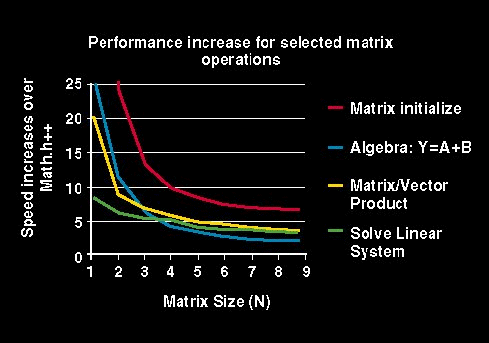 Performance increase for selected matrix
operations
Speed increases over
Math.h++
25
20
15
10
5
0
1 2 3 4 5 6 7 8 9
Matrix Size (N)
Matrix initialize
Algebra: Y=A+B
Matrix/Vector
Product
Solve Linear
System